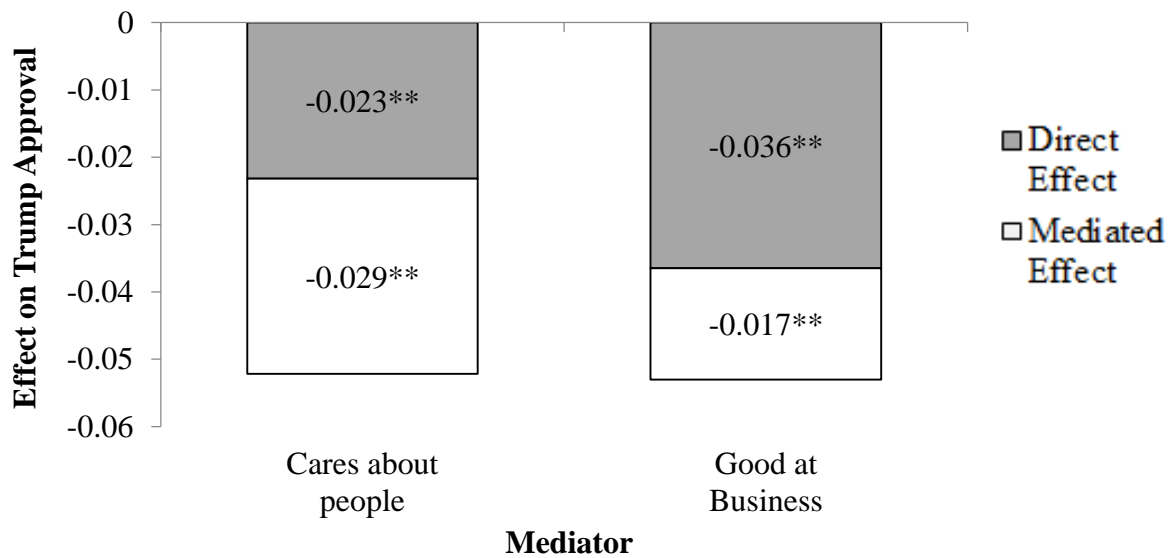 0
-0.01
-0.02
-0.03
-0.04
-0.05
-0.06
Effect on Trump Approval
-0.023**
-0.029**
-0.036**
-0.017**
Cares about
people
Good at
Business
Mediator
Direct
Effect
Mediated
Effect